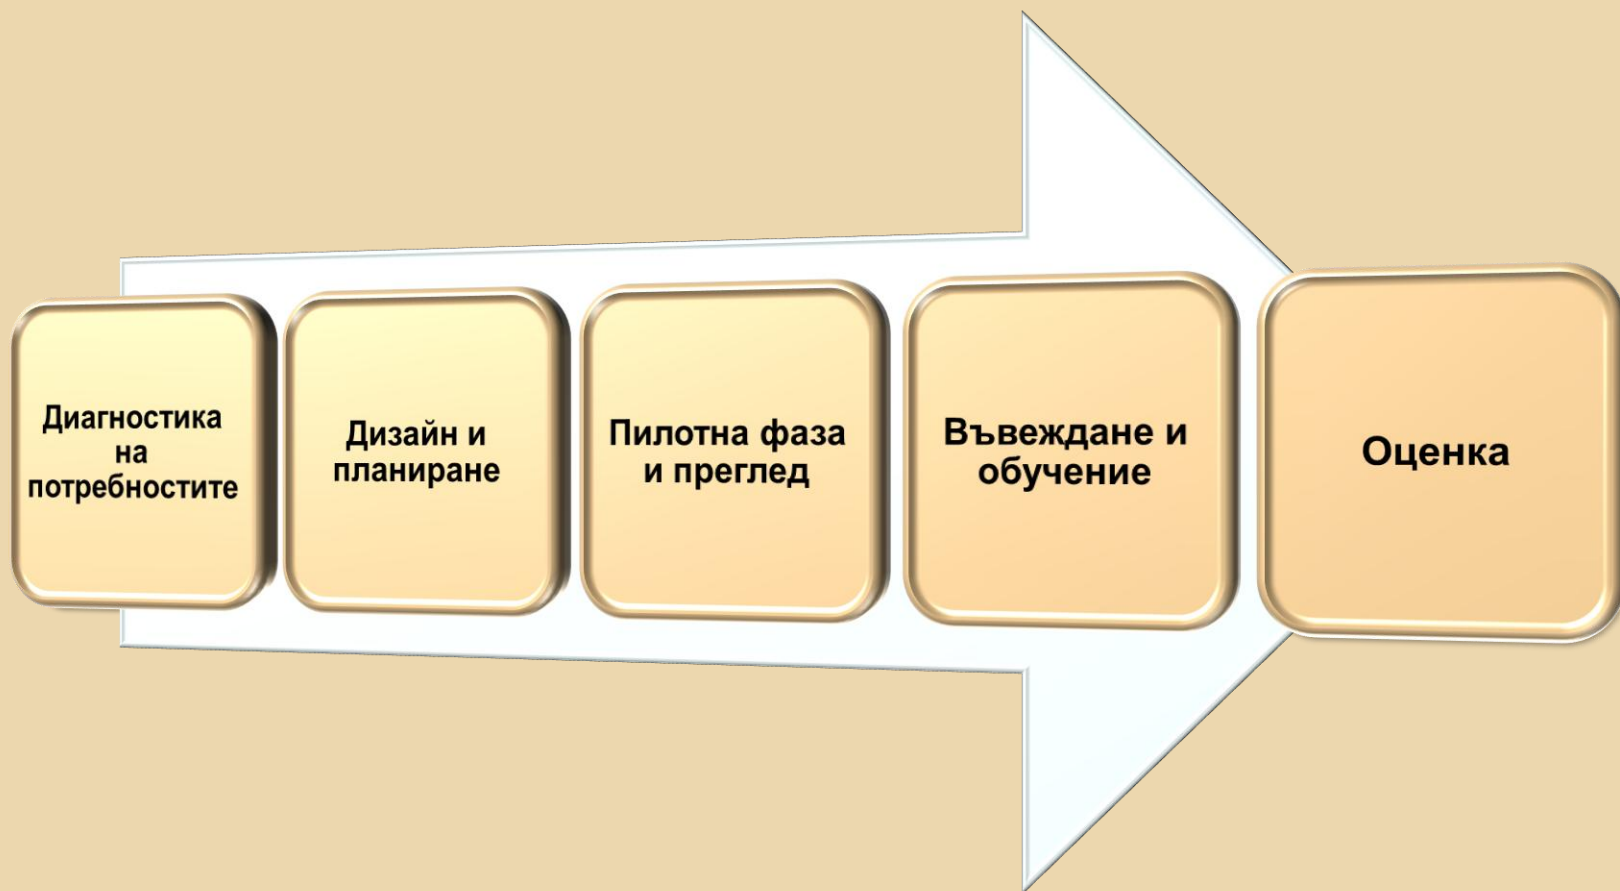 Диагностика
на
потребностите
Дизайн и
планиране
Пилотна фаза
и преглед
Въвеждане и
обучение
Оценка